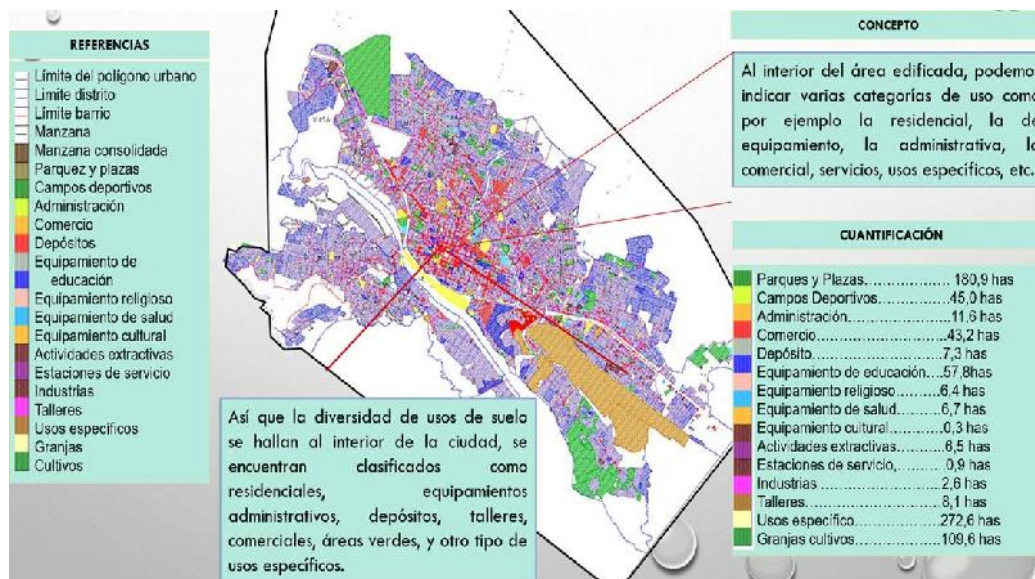 REFERENCIAS
Límite del polígono urbano
Limite distrito
Límite barrio
Manzana
Manzana consolidada
Parquez y plazas
Campos deportivos
Administración
Comercio
Depósitos
Equipamiento de
educación
Equipamiento religioso
Equipamiento de salud
Equipamiento cultural
Actividades extractivas
Estaciones de servicio
Industrias
Talleres
Usos específicos
Granjas
Cultivos
Así que la diversidad de usos de suelo
se hallan al interior de la ciudad, se
encuentran clasificados como
residenciales, equipamientos
administrativos, depósitos, talleres,
comerciales, áreas verdes, y otro tipo de
usos específicos.
CONCEPTO
Al interior del área edificada, podemo
indicar varias categorías de uso como
por ejemplo la residencial, la de
equipamiento, la administrativa, la
comercial, servicios, usos específicos, etc.
CUANTIFICACIÓN
Parques y Plazas................ 180,9 has
Campos Deportivos............45,0 has
Administración....................11,6 has
Comercio...........................43,2 has
Depósito............................7,3 has
Equipamiento de educación....57,8has
Equipamiento religioso.........6,4 has
Equipamiento de salud.........6,7 has
Equipamiento cultural..........0,3 has
Actividades extractivas.........6,5 has
Estaciones de servicio,.........0,9 has
Industrias .........................2,6 has
Talleres.............................8,1 has
Usos específico..................272,6 has
Granjas cultivos..................109,6 has